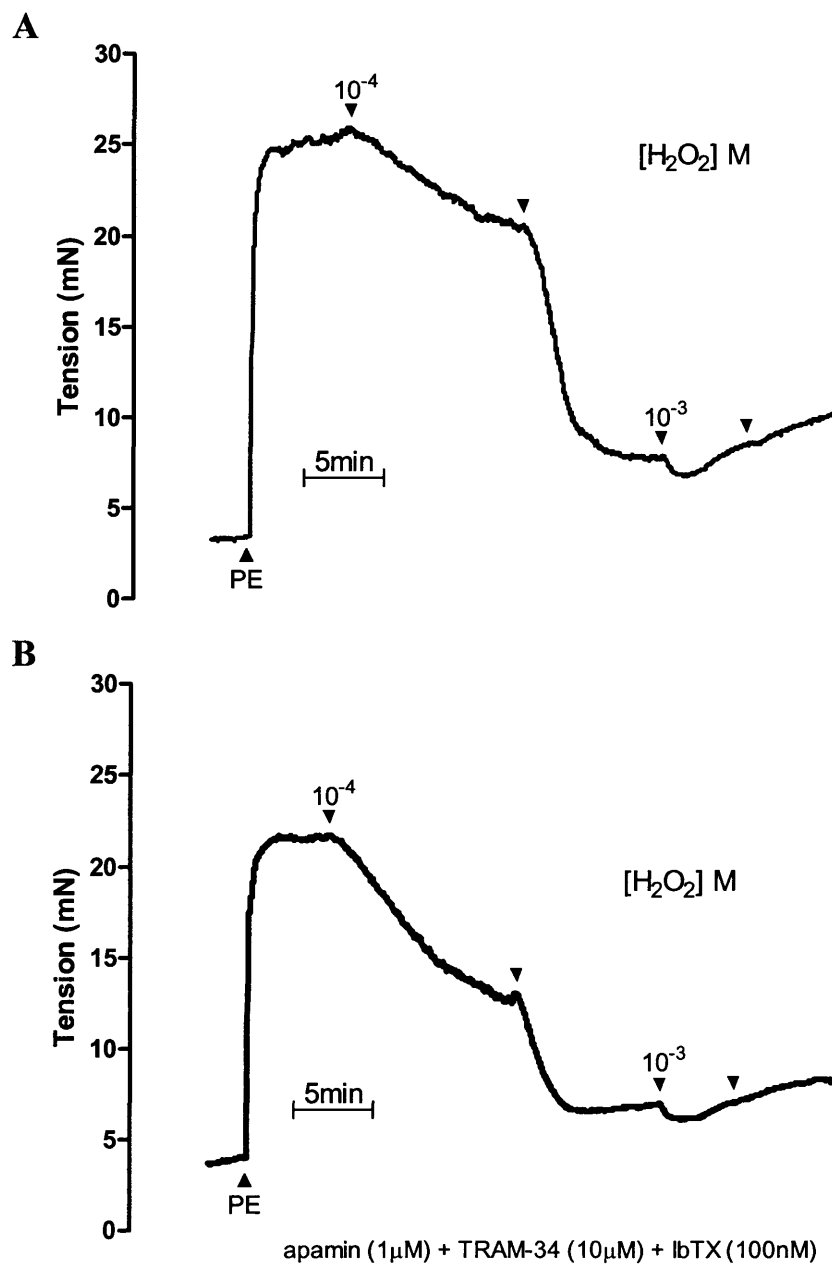 A
30
25
20
15
10
5
0
Tension (mN)
10⁻⁴
[H₂O₂] M
10⁻³
5min
PE
B
30
25
20
15
10
5
0
Tension (mN)
10⁻⁴
[H₂O₂] M
10⁻³
5min
PE
apamin (1μM) + TRAM-34 (10μM) + IbTX (100nM)